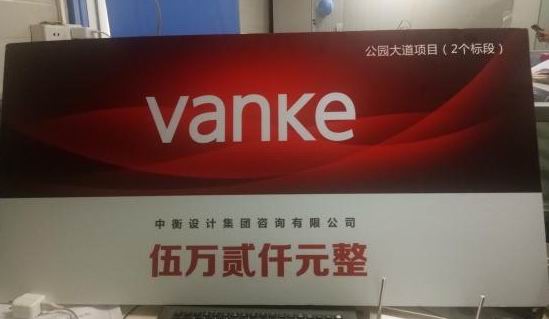 公园大道项目（2个标段）
vanke
中衡设计集团咨询有限公司
伍万贰仟元整